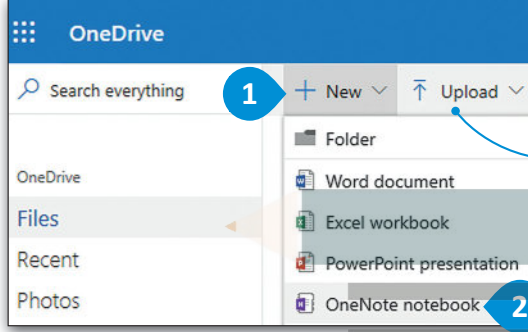 OneDrive
Search everything
1
New
Upload
Folder
OneDrive
Word document
Files
Excel workbook
Recent
PowerPoint presentation
Photos
OneNote notebook
2